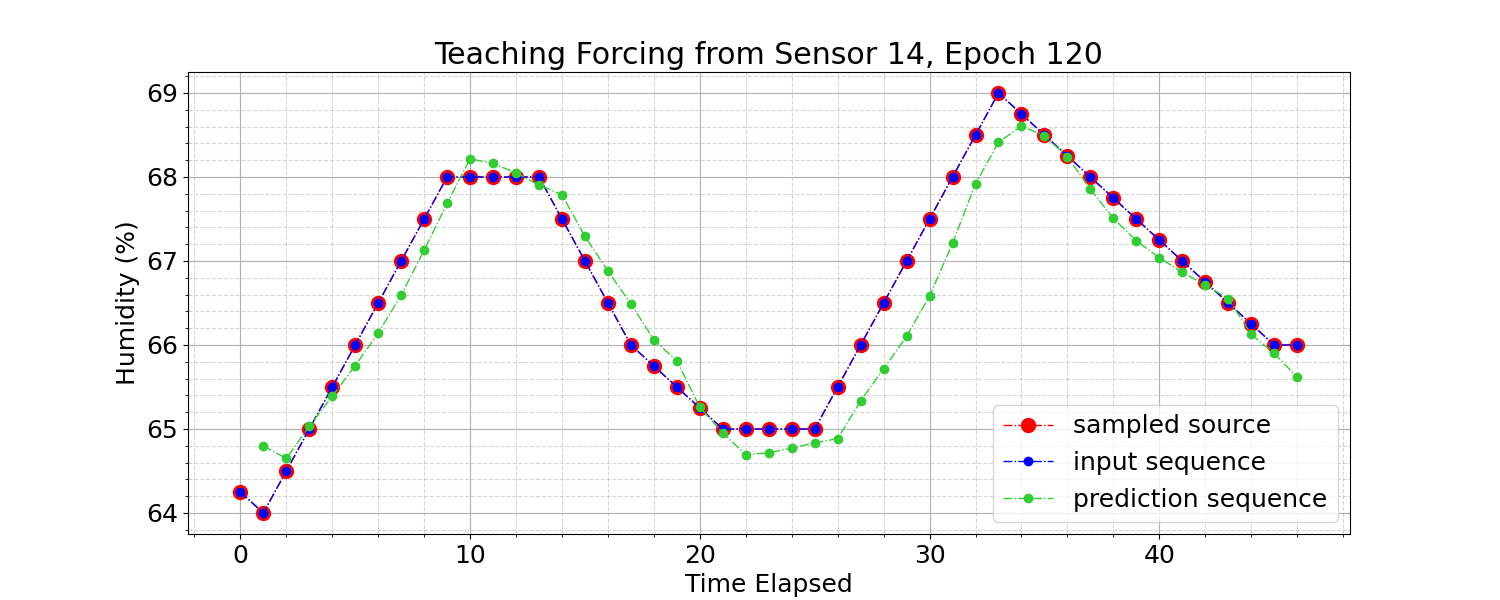 Teaching Forcing from Sensor 14, Epoch 120
69
68
67
66
65
64
Humidity (%)
sampled source
input sequence
prediction sequence
0 10 20 30 40
Time Elapsed